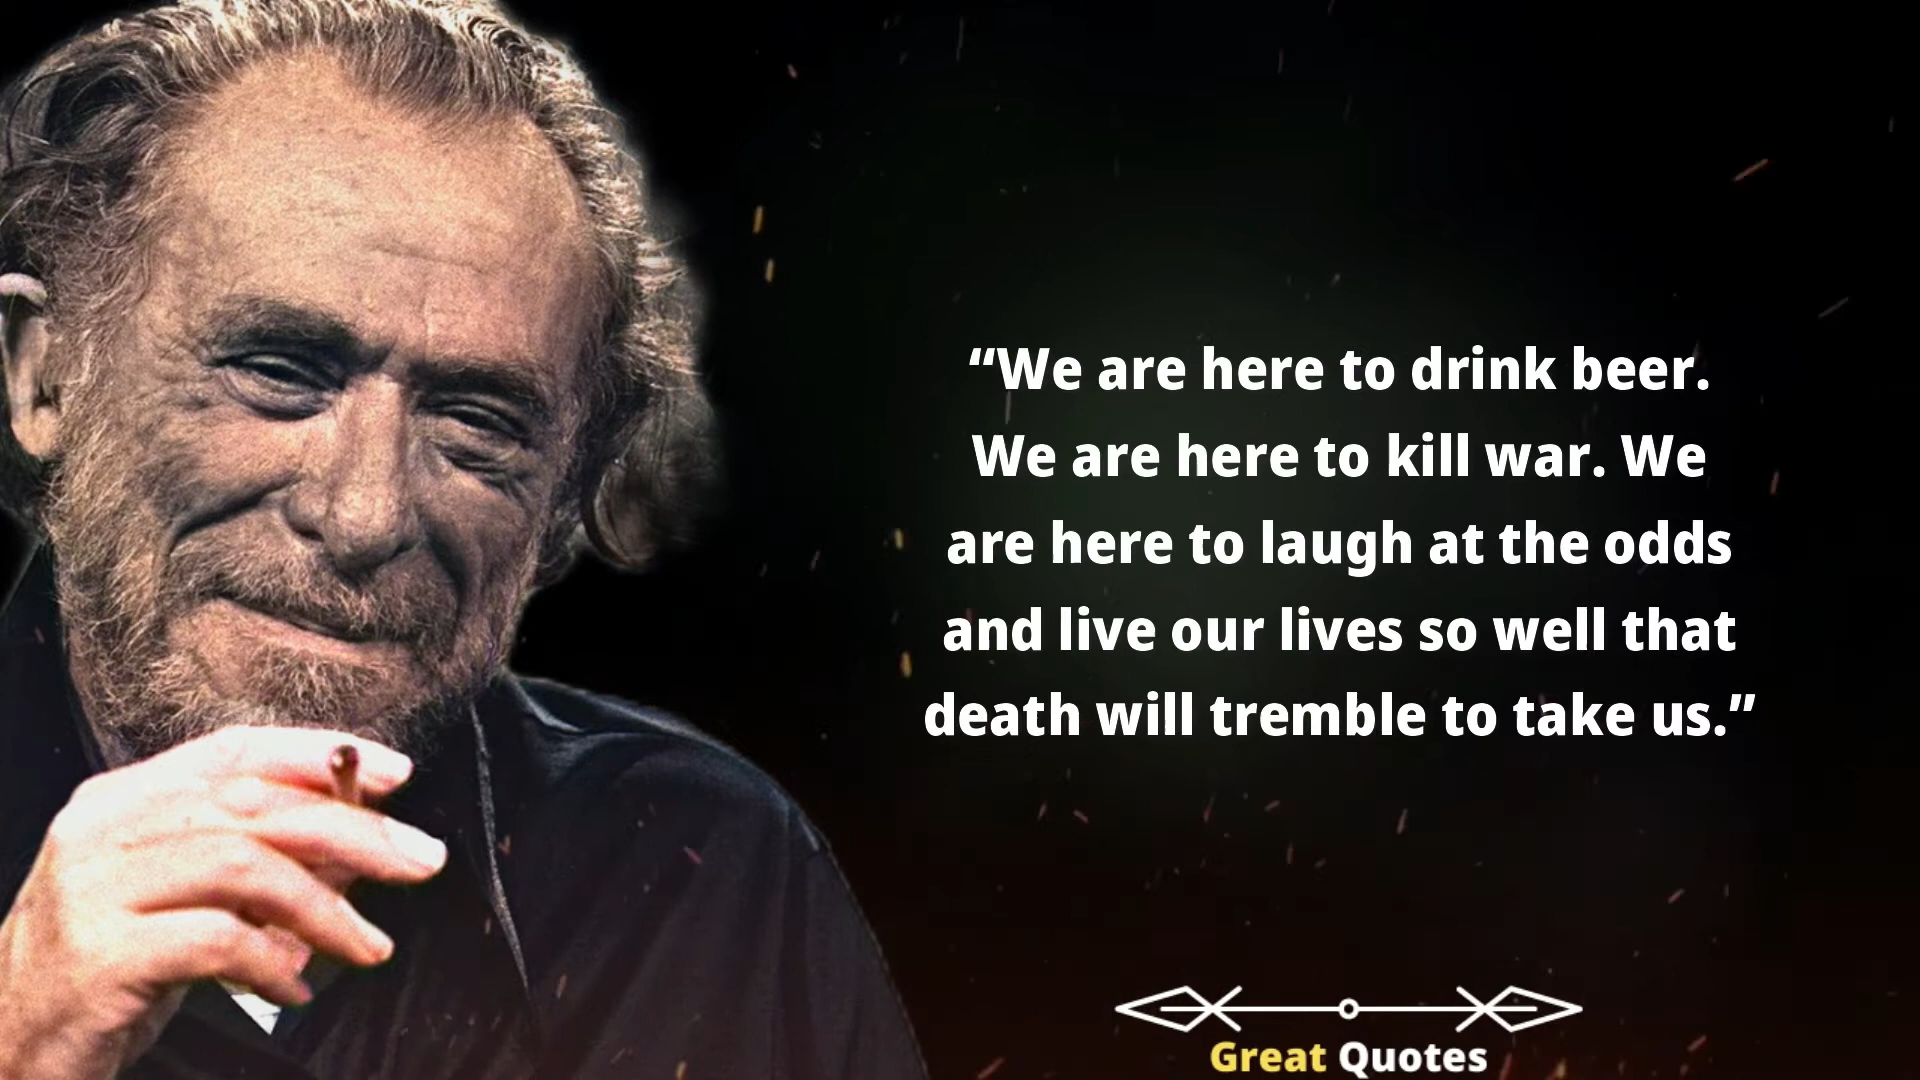 “We are here to drink beer.
We are here to kill war. We
are here to laugh at the odds
and live our lives so well that
death will tremble to take us.”
Great Quotes